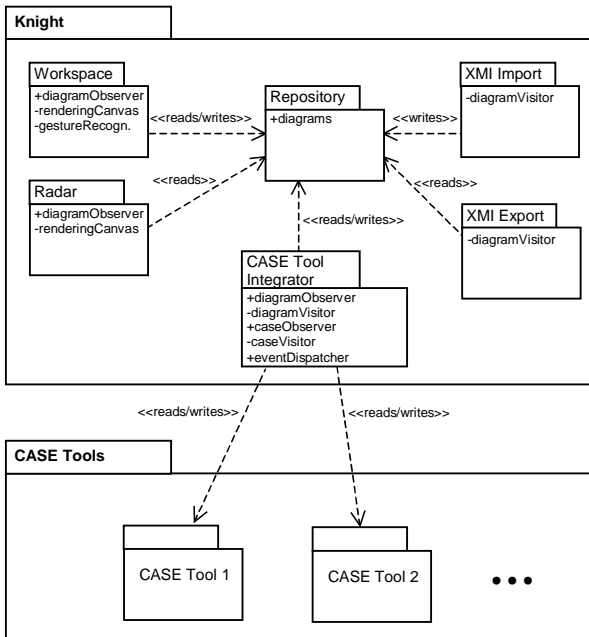 Knight
Workspace
+diagramObserver
-renderingCanvas
-gestureRecogn.
<<reads/writes>>
Repository
+diagrams
<<writes>>
XMI Import
-diagramVisitor
Radar
+diagramObserver
-renderingCanvas
<<reads>>
<<reads>>
XMI Export
-diagramVisitor
<<reads/writes>>
CASE Tool
Integrator
+diagramObserver
-diagramVisitor
+caseObserver
-caseVisitor
+eventDispatcher
<<reads/writes>>
<<reads/writes>>
CASE Tools
CASE Tool 1
CASE Tool 2
•••